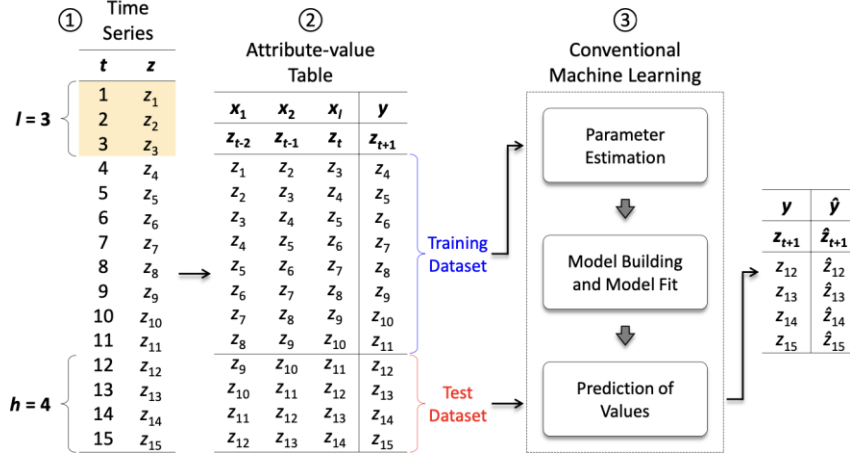 ①
Time
Series
t z
1 z₁
2 z₂
3 z₃
4 z₄
5 z₅
6 z₆
7 z₇
8 z₈
9 z₉
10 z₁₀
11 z₁₁
12 z₁₂
13 z₁₃
14 z₁₄
15 z₁₅
l = 3
h = 4
②
Attribute-value
Table
x₁ x₂ xₗ y
zₜ₋₂ zₜ₋₁ zₜ zₜ₊₁
z₁ z₂ z₃ z₄
z₂ z₃ z₄ z₅
z₃ z₄ z₅ z₆
z₄ z₅ z₆ z₇
z₅ z₆ z₇ z₈
z₆ z₇ z₈ z₉
z₇ z₈ z₉ z₁₀
z₈ z₉ z₁₀ z₁₁
z₉ z₁₀ z₁₁ z₁₂
z₁₀ z₁₁ z₁₂ z₁₃
z₁₁ z₁₂ z₁₃ z₁₄
z₁₂ z₁₃ z₁₄ z₁₅
Training
Dataset
Test
Dataset
③
Conventional
Machine Learning
Parameter
Estimation
Model Building
and Model Fit
Prediction of
Values
y ŷ
zₜ₊₁ ẑₜ₊₁
z₁₂ ẑ₁₂
z₁₃ ẑ₁₃
z₁₄ ẑ₁₄
z₁₅ ẑ₁₅